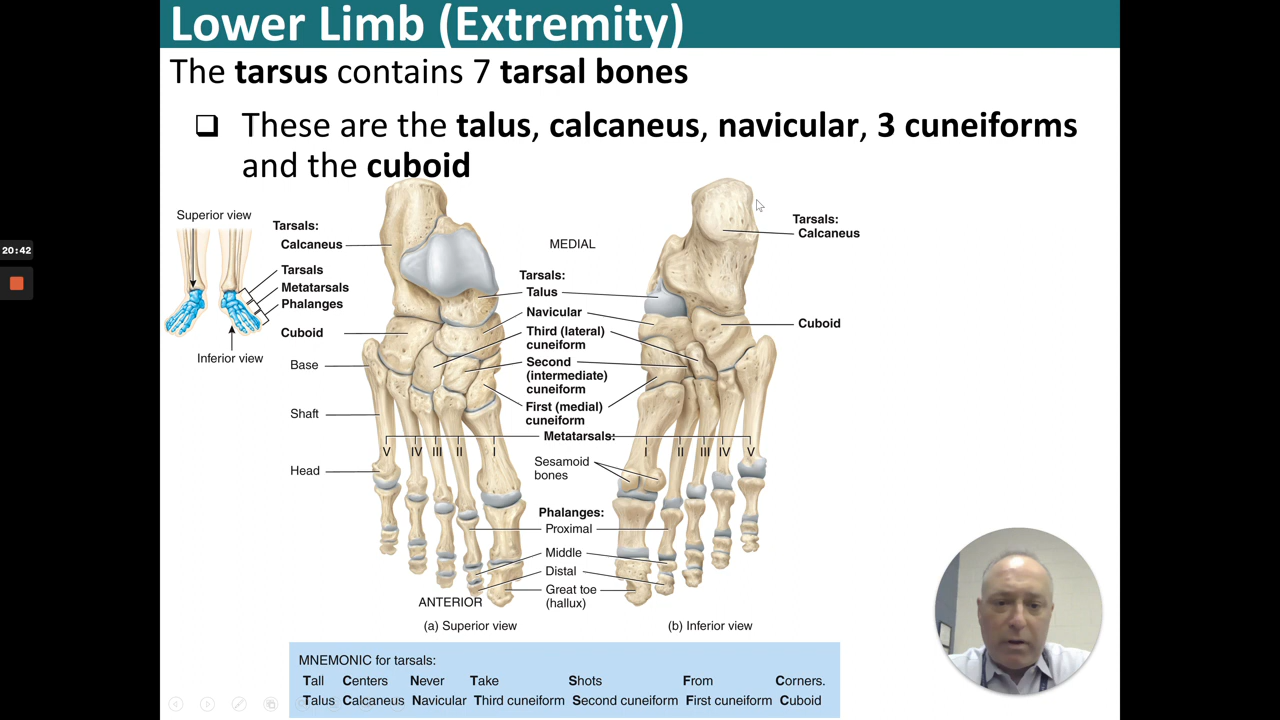 Lower Limb (Extremity)
The tarsus contains 7 tarsal bones
These are the talus, calcaneus, navicular, 3 cuneiforms
and the cuboid
Superior view
Tarsals
Metatarsals
Phalanges
Inferior view
20:42
Tarsals:
Calcaneus
Cuboid
Base
Shaft
Head
MEDIAL
Tarsals:
Talus
Navicular
Third (lateral)
cuneiform
Second
(intermediate)
cuneiform
First (medial)
cuneiform
Metatarsals:
V IV III II I
I II III IV V
Sesamoid
bones
Phalanges:
Proximal
Middle
Distal
Great toe
(hallux)
Tarsals:
Calcaneus
Cuboid
ANTERIOR
(a) Superior view
(b) Inferior view
MNEMONIC for tarsals:
Tall Centers Never Take Shots From Corners.
Talus Calcaneus Navicular Third cuneiform Second cuneiform First cuneiform Cuboid